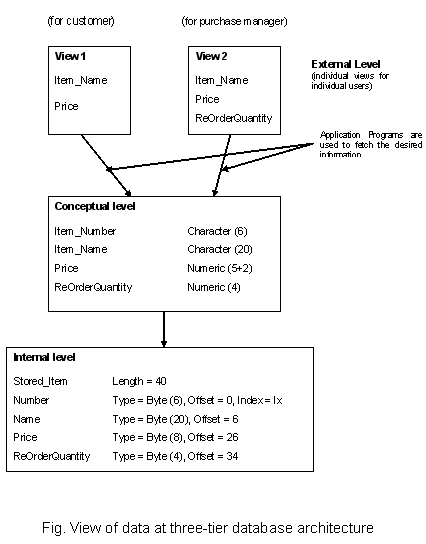 (for customer)
(for purchase manager)
View 1
Item_Name
Price
View 2
Item_Name
Price
ReOrderQuantity
External Level
(individual views for
individual users)
Application Programs are
used to fetch the desired
information
Conceptual level
Item_Number Character (6)
Item_Name Character (20)
Price Numeric (5+2)
ReOrderQuantity Numeric (4)
Internal level
Stored_Item Length = 40
Number Type = Byte (6), Offset = 0, Index = Ix
Name Type = Byte (20), Offset = 6
Price Type = Byte (8), Offset = 26
ReOrderQuantity Type = Byte (4), Offset = 34
Fig. View of data at three-tier database architecture